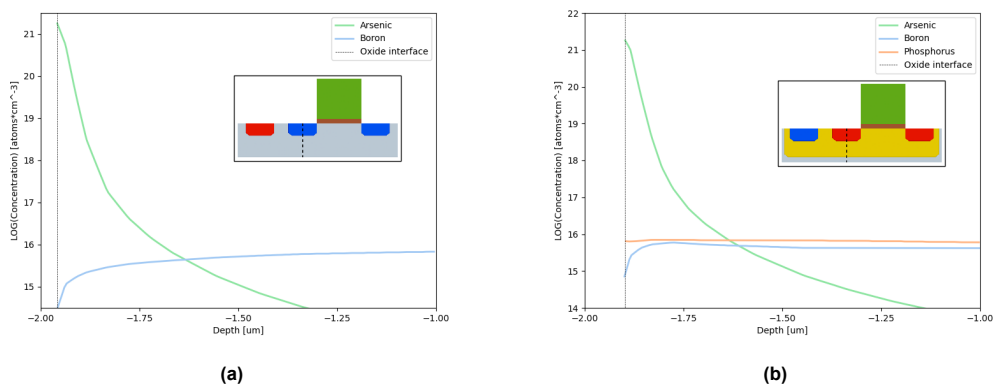 21
20
19
18
17
16
15
LOG(Concentration) [atoms*cm^-3]
−2.00
−1.75
−1.50
−1.25
−1.00
Depth [um]
Arsenic
Boron
Oxide interface
(a)
22
21
20
19
18
17
16
15
14
LOG(Concentration) [atoms*cm^-3]
−2.00
−1.75
−1.50
−1.25
−1.00
Depth [um]
Arsenic
Boron
Phosphorus
Oxide interface
(b)